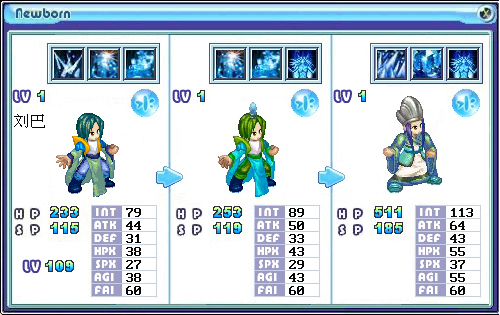 Newborn
LV 1
刘巴
HP 233
SP 115
LV 109
INT 79
ATK 44
DEF 31
HPX 38
SPX 27
AGI 38
FAI 60
LV 1
HP 253
SP 119
INT 89
ATK 50
DEF 33
HPX 43
SPX 29
AGI 43
FAI 60
LV 1
HP 511
SP 185
INT 113
ATK 64
DEF 43
HPX 55
SPX 37
AGI 55
FAI 60